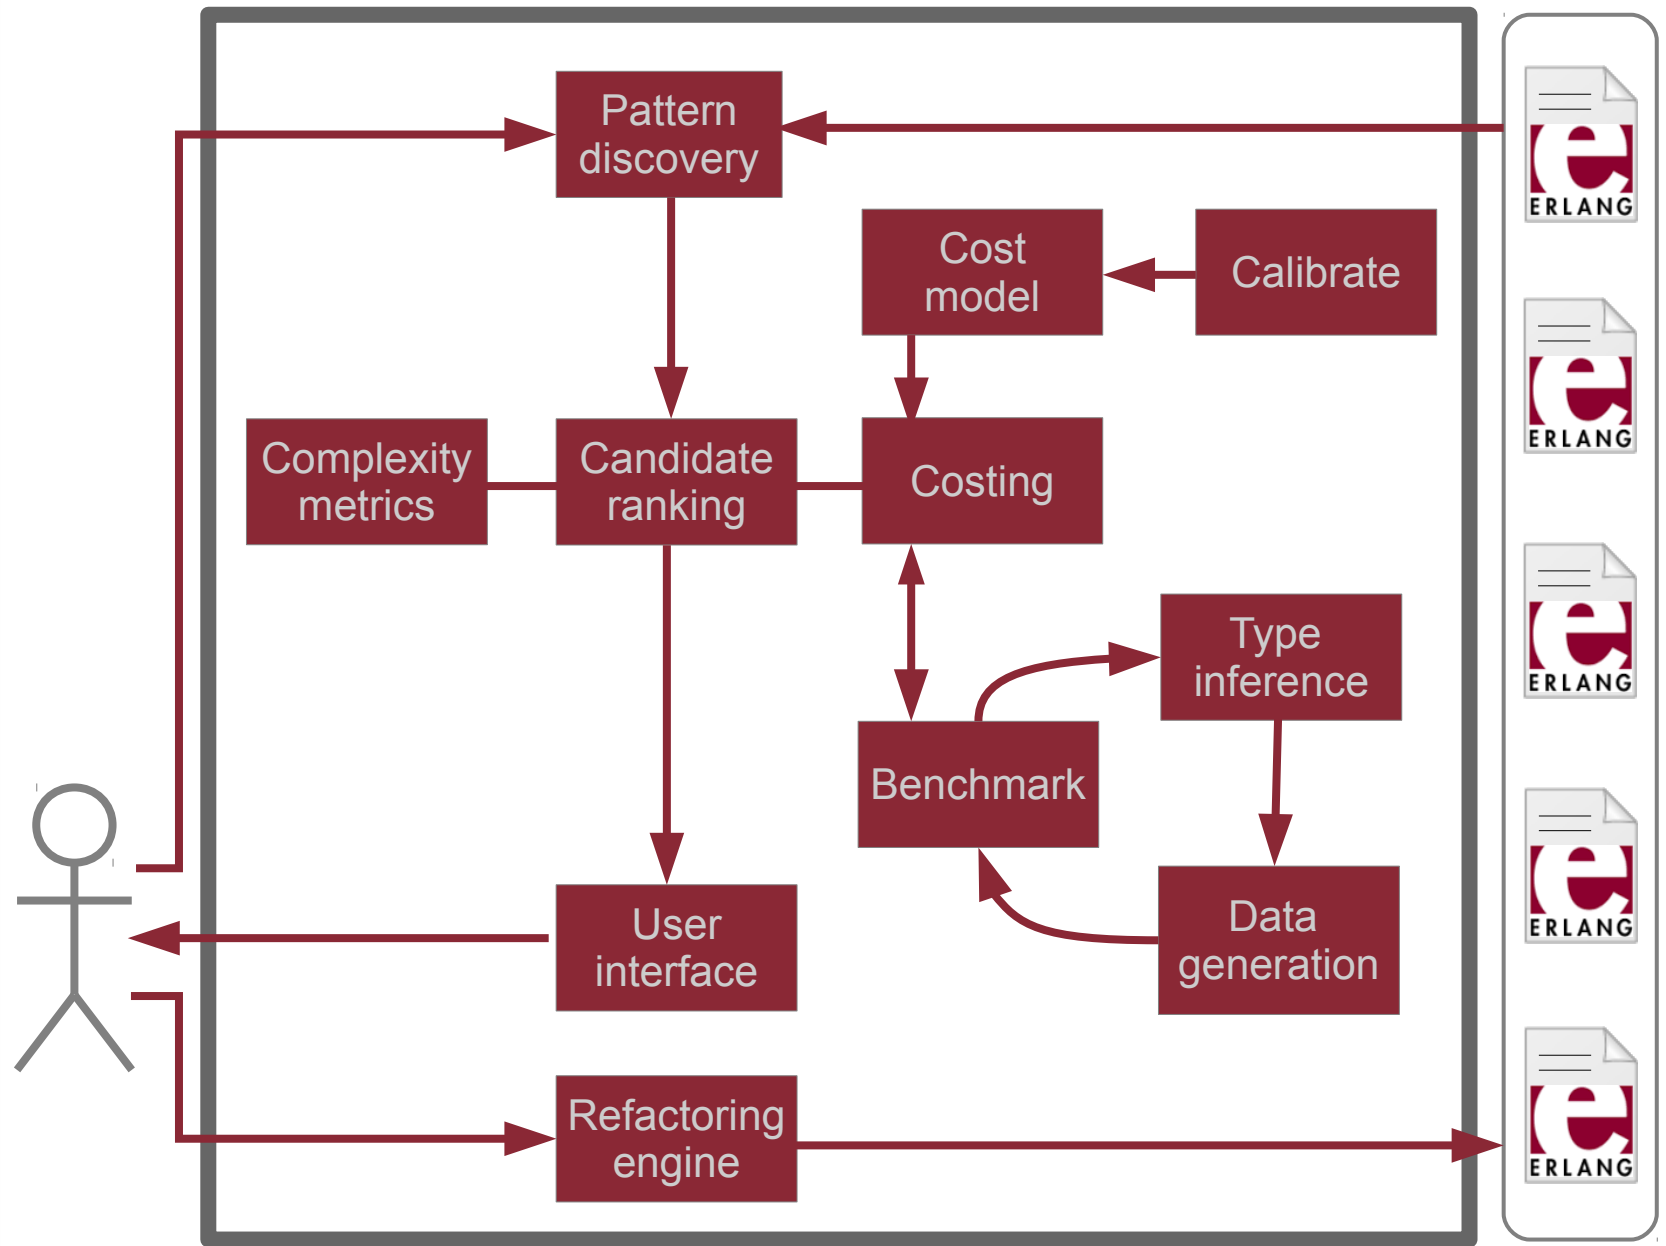 Pattern
discovery
ERLANG
Cost
model
Calibrate
ERLANG
Complexity
metrics
Candidate
ranking
Costing
Type
inference
ERLANG
Benchmark
User
interface
Data
generation
ERLANG
Refactoring
engine
ERLANG